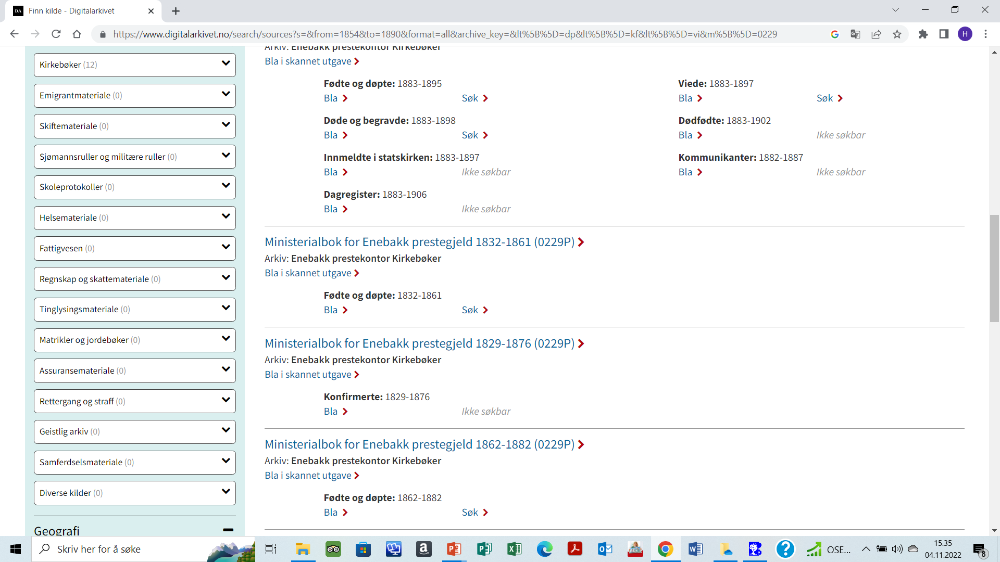 Finn kilde - Digitalarkivet
https://www.digitalarkivet.no/search/sources?s=&from=1854&to=1890&format=all&archive_key=&lt%5B%5D=dp&lt%5B%5D=kf&lt%5B%5D=vi&m%5B%5D=0229
H
Kirkebøker (12)
Emigrantmateriale (0)
Skiftemateriale (0)
Sjømannsruller og militære ruller (0)
Skoleprotokoller (0)
Helsemateriale (0)
Fattigvesen (0)
Regnskap og skattemateriale (0)
Tinglysingsmateriale (0)
Matrikler og jordebøker (0)
Assuransemateriale (0)
Rettergang og straff (0)
Geistlig arkiv (0)
Samferdselsmateriale (0)
Diverse kilder (0)
Geografi
Arkiv: Enebakk prestekontor Kirkebøker
Bla i skannet utgave
Fødte og døpte: 1883-1895
Bla Søk
Viede: 1883-1897
Bla Søk
Døde og begravde: 1883-1898
Bla Søk
Dødfødte: 1883-1902
Bla Ikke søkbar
Innmeldte i statskirken: 1883-1897
Bla Ikke søkbar
Kommunikanter: 1882-1887
Bla Ikke søkbar
Dagregister: 1883-1906
Bla Ikke søkbar
Ministerialbok for Enebakk prestegjeld 1832-1861 (0229P)
Arkiv: Enebakk prestekontor Kirkebøker
Bla i skannet utgave
Fødte og døpte: 1832-1861
Bla Søk
Ministerialbok for Enebakk prestegjeld 1829-1876 (0229P)
Arkiv: Enebakk prestekontor Kirkebøker
Bla i skannet utgave
Konfirmerte: 1829-1876
Bla Ikke søkbar
Ministerialbok for Enebakk prestegjeld 1862-1882 (0229P)
Arkiv: Enebakk prestekontor Kirkebøker
Bla i skannet utgave
Fødte og døpte: 1862-1882
Bla Søk
Skriv her for å søke
OSE...
15.35
04.11.2022
8